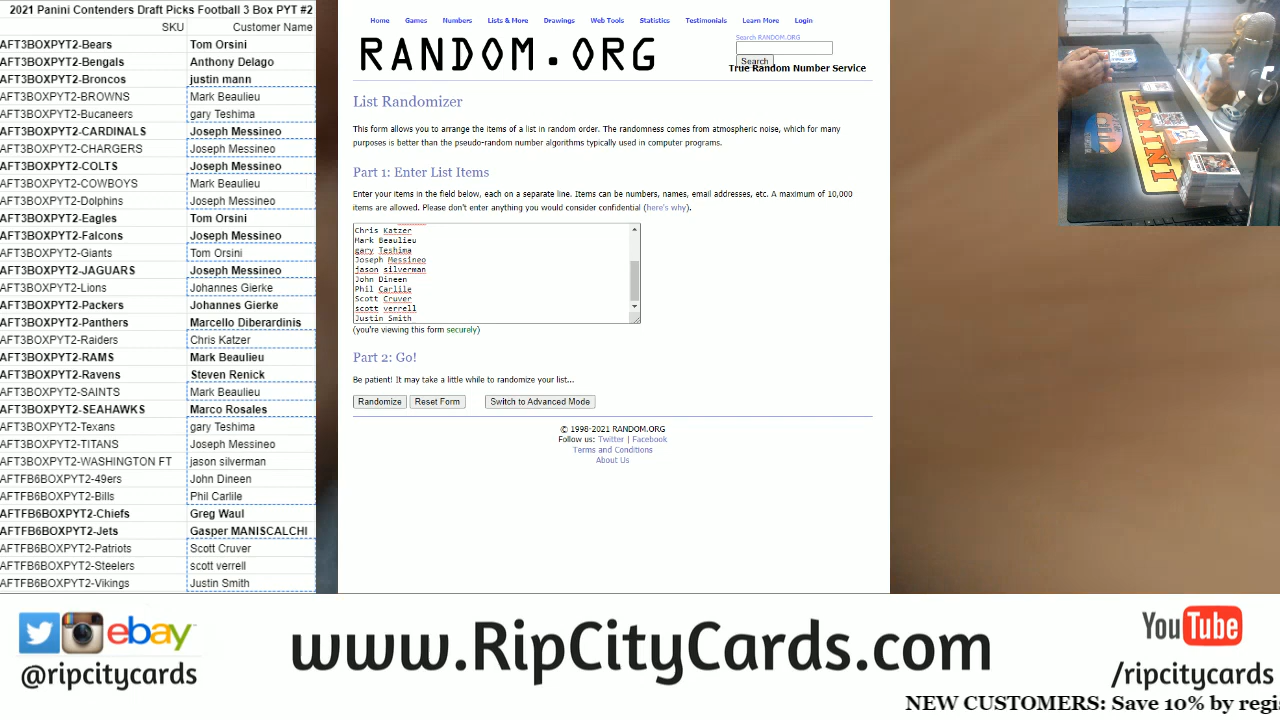 2021 Panini Contenders Draft Picks Football 3 Box PYT #2
SKU Customer Name
AFT3BOXPYT2-Bears Tom Orsini
AFT3BOXPYT2-Bengals Anthony Delago
AFT3BOXPYT2-Broncos justin mann
AFT3BOXPYT2-BROWNS Mark Beaulieu
AFT3BOXPYT2-Bucaneers gary Teshima
AFT3BOXPYT2-CARDINALS Joseph Messineo
AFT3BOXPYT2-CHARGERS Joseph Messineo
AFT3BOXPYT2-COLTS Joseph Messineo
AFT3BOXPYT2-COWBOYS Mark Beaulieu
AFT3BOXPYT2-Dolphins Joseph Messineo
AFT3BOXPYT2-Eagles Tom Orsini
AFT3BOXPYT2-Falcons Joseph Messineo
AFT3BOXPYT2-Giants Tom Orsini
AFT3BOXPYT2-JAGUARS Joseph Messineo
AFT3BOXPYT2-Lions Johannes Gierke
AFT3BOXPYT2-Packers Johannes Gierke
AFT3BOXPYT2-Panthers Marcello Diberardinis
AFT3BOXPYT2-Raiders Chris Katzer
AFT3BOXPYT2-RAMS Mark Beaulieu
AFT3BOXPYT2-Ravens Steven Renick
AFT3BOXPYT2-SAINTS Mark Beaulieu
AFT3BOXPYT2-SEAHAWKS Marco Rosales
AFT3BOXPYT2-Texans gary Teshima
AFT3BOXPYT2-TITANS Joseph Messineo
AFT3BOXPYT2-WASHINGTON FT jason silverman
AFTFB6BOXPYT2-49ers John Dineen
AFTFB6BOXPYT2-Bills Phil Carlile
AFTFB6BOXPYT2-Chiefs Greg Waul
AFTFB6BOXPYT2-Jets Gasper MANISCALCHI
AFTFB6BOXPYT2-Patriots Scott Cruver
AFTFB6BOXPYT2-Steelers scott verrell
AFTFB6BOXPYT2-Vikings Justin Smith
Home Games Numbers Lists & More Drawings Web Tools Statistics Testimonials Learn More Login
RANDOM.ORG
Search RANDOM.ORG
Search
True Random Number Service
List Randomizer
This form allows you to arrange the items of a list in random order. The randomness comes from atmospheric noise, which for many
purposes is better than the pseudo-random number algorithms typically used in computer programs.
Part 1: Enter List Items
Enter your items in the field below, each on a separate line. Items can be numbers, names, email addresses, etc. A maximum of 10,000
items are allowed. Please don't enter anything you would consider confidential (here's why).
Chris Katzer
Mark Beaulieu
gary Teshima
Joseph Messineo
jason silverman
John Dineen
Phil Carlile
Scott Cruver
scott verrell
Justin Smith
(you're viewing this form securely)
Part 2: Go!
Be patient! It may take a little while to randomize your list...
Randomize Reset Form Switch to Advanced Mode
© 1998-2021 RANDOM.ORG
Follow us: Twitter | Facebook
Terms and Conditions
About Us
PANINI
ebay
@ripcitycards
www.RipCityCards.com
YouTube
/ripcitycards
NEW CUSTOMERS: Save 10% by regi